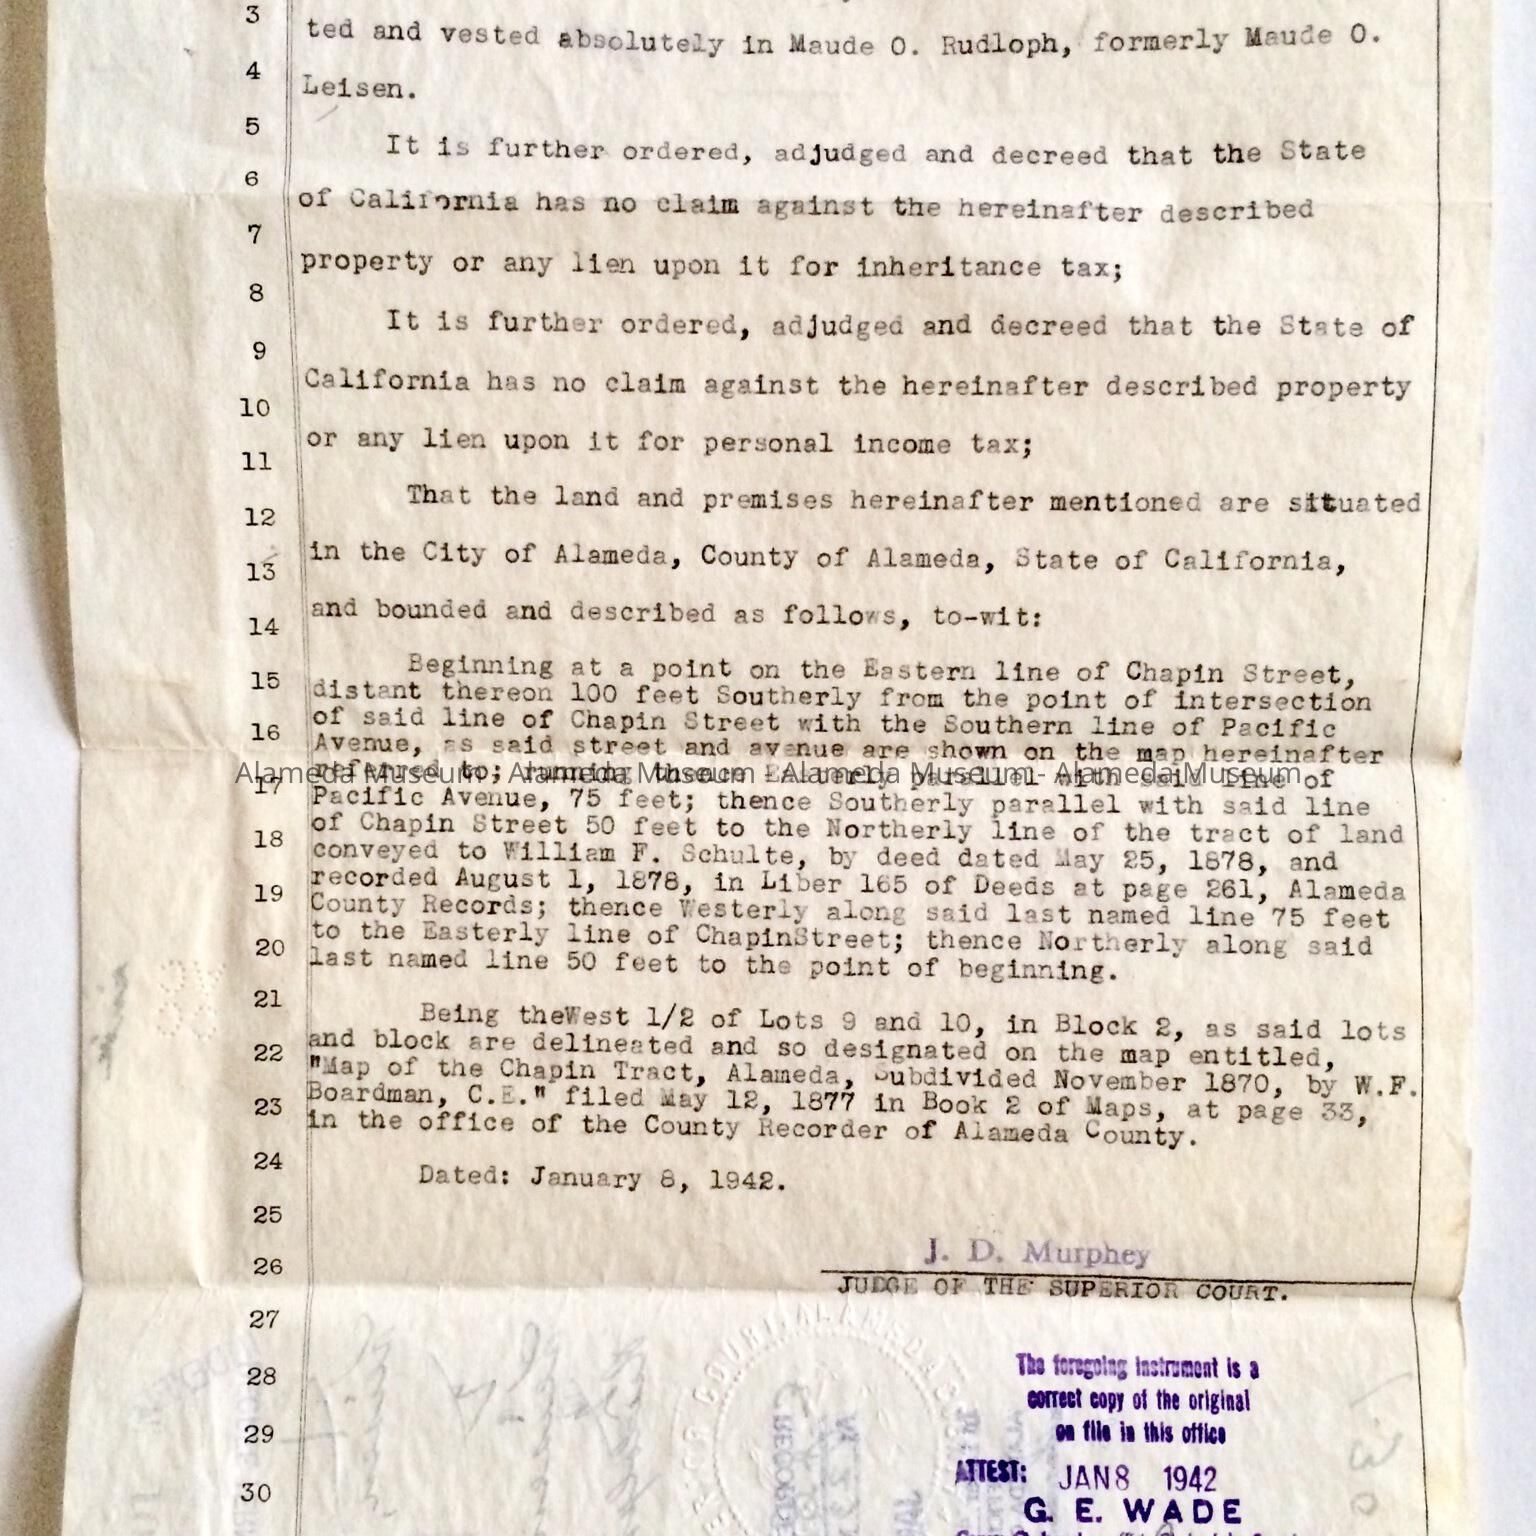 3
ted and vested absolutely in Maude O. Rudloph, formerly Maude O.
4
Leisen.
5
It is further ordered, adjudged and decreed that the State
6
of California has no claim against the hereinafter described
7
property or any lien upon it for inheritance tax;
8
It is further ordered, adjudged and decreed that the State of
9
California has no claim against the hereinafter described property
10
or any lien upon it for personal income tax;
11
That the land and premises hereinafter mentioned are situated
12
in the City of Alameda, County of Alameda, State of California,
13
and bounded and described as follows, to-wit:
14
Beginning at a point on the Eastern line of Chapin Street,
15
distant thereon 100 feet Southerly from the point of intersection
of said line of Chapin Street with the Southern line of Pacific
16
Avenue, as said street and avenue are shown on the map hereinafter
referred to; running thence Easterly parallel with said line of
Alameda Museum - Alameda Museum - Alameda Museum - Alameda Museum
17
Pacific Avenue, 75 feet; thence Southerly parallel with said line
of Chapin Street 50 feet to the Northerly line of the tract of land
18
conveyed to William F. Schulte, by deed dated May 25, 1878, and
recorded August 1, 1878, in Liber 165 of Deeds at page 261, Alameda
19
County Records; thence Westerly along said last named line 75 feet
to the Easterly line of ChapinStreet; thence Northerly along said
20
last named line 50 feet to the point of beginning.
21
Being theWest 1/2 of Lots 9 and 10, in Block 2, as said lots
22
and block are delineated and so designated on the map entitled,
"Map of the Chapin Tract, Alameda, Subdivided November 1870, by W.F.
23
Boardman, C.E." filed May 12, 1877 in Book 2 of Maps, at page 33,
in the office of the County Recorder of Alameda County.
24
Dated: January 8, 1942.
25
J. D. Murphey
26
JUDGE OF THE SUPERIOR COURT.
27
28
The foregoing instrument is a
correct copy of the original
29
on file in this office
ATTEST: JAN 8 1942
30
G. E. WADE